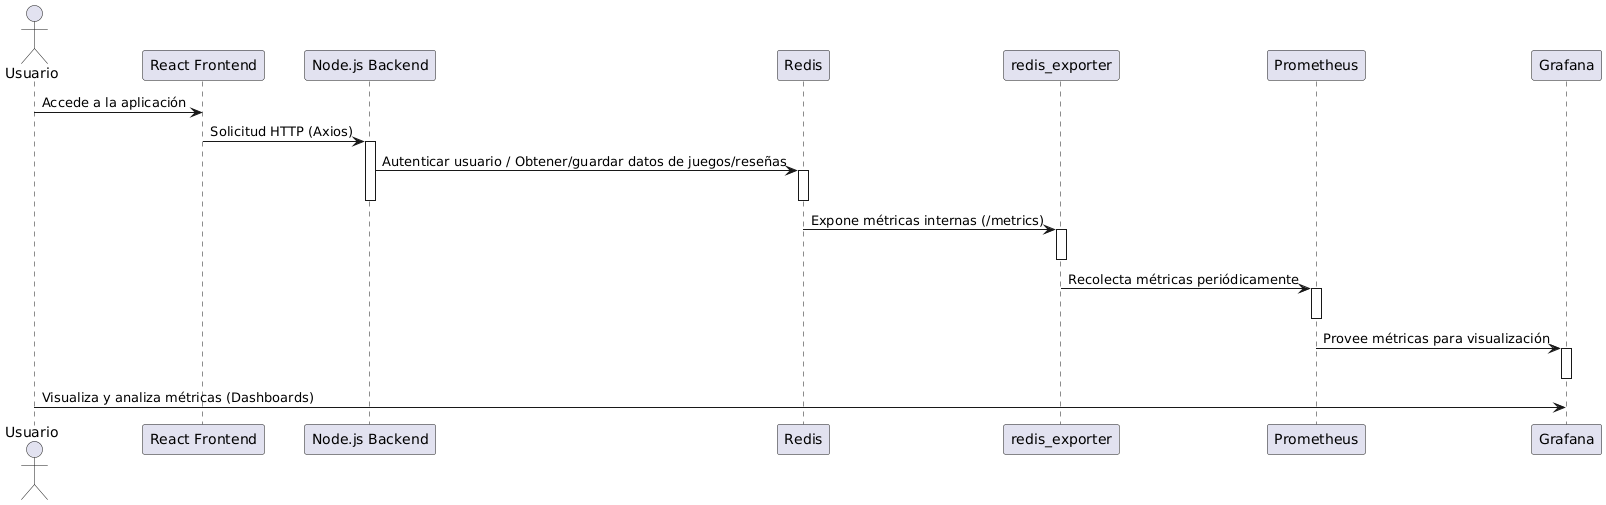 Usuario
React Frontend
Node.js Backend
Redis
redis_exporter
Prometheus
Grafana
Accede a la aplicación
Solicitud HTTP (Axios)
Autenticar usuario / Obtener/guardar datos de juegos/reseñas
Expone métricas internas (/metrics)
Recolecta métricas periódicamente
Provee métricas para visualización
Visualiza y analiza métricas (Dashboards)
Usuario
React Frontend
Node.js Backend
Redis
redis_exporter
Prometheus
Grafana